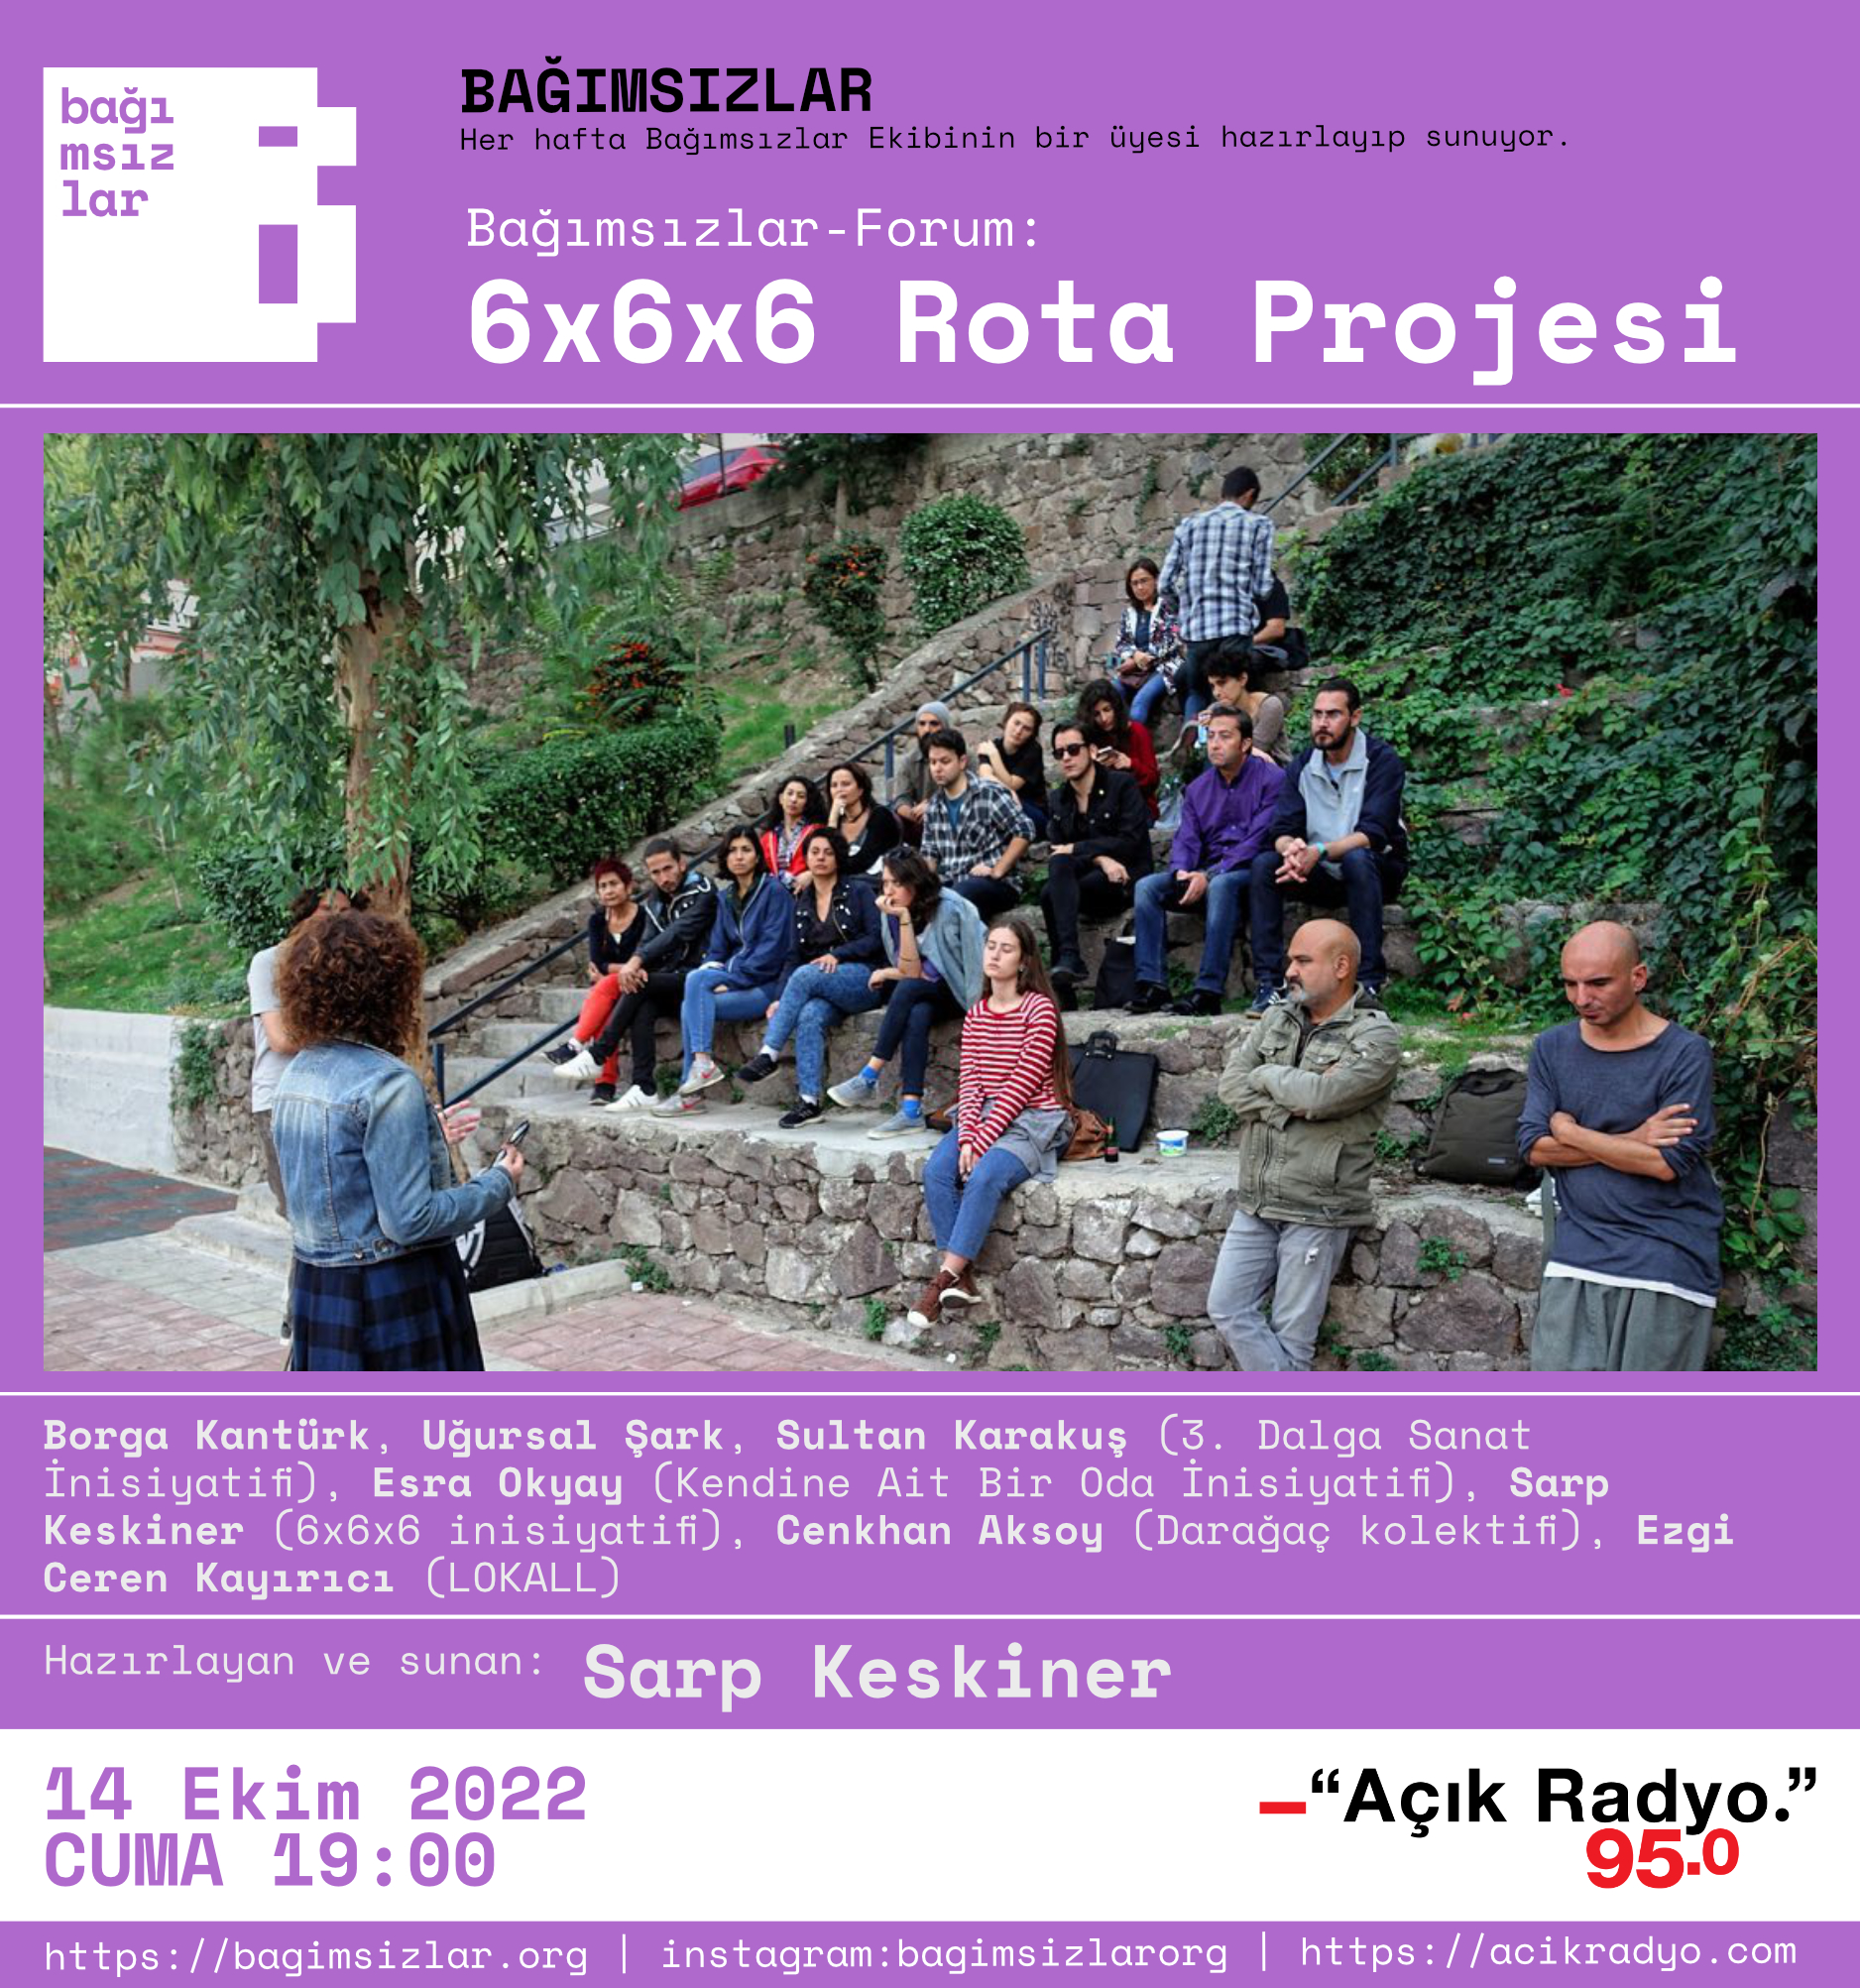 bağı
msız
lar
BAĞIMSIZLAR
Her hafta Bağımsızlar Ekibinin bir üyesi hazırlayıp sunuyor.
Bağımsızlar-Forum:
6x6x6 Rota Projesi
Borga Kantürk, Uğursal Şark, Sultan Karakuş (3. Dalga Sanat
İnisiyatifi), Esra Okyay (Kendine Ait Bir Oda İnisiyatifi), Sarp
Keskiner (6x6x6 inisiyatifi), Cenkhan Aksoy (Darağaç kolektifi), Ezgi
Ceren Kayırıcı (LOKALL)
Hazırlayan ve sunan: Sarp Keskiner
14 Ekim 2022
CUMA 19:00
–“Açık Radyo.”
95.0
https://bagimsizlar.org | instagram:bagimsizlarorg | https://acikradyo.com